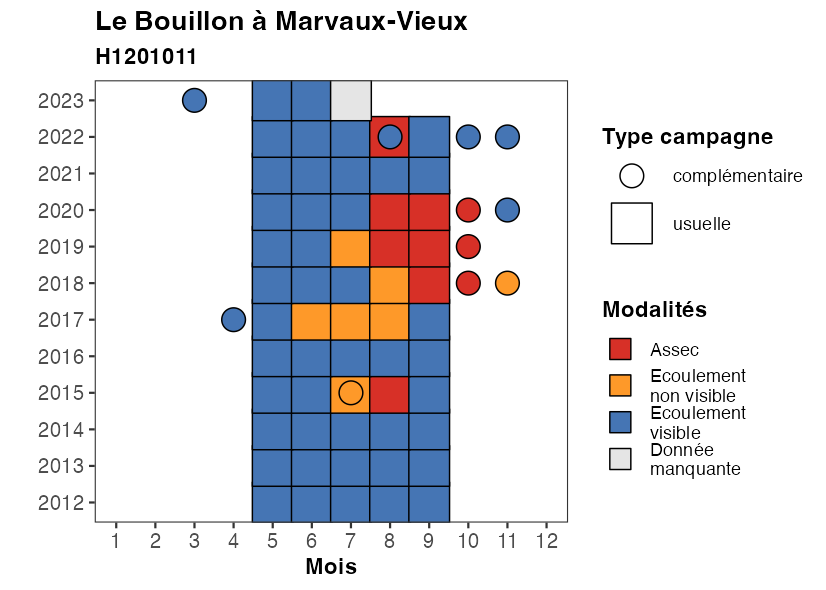 Le Bouillon à Marvaux-Vieux
H1201011
2023
2022
2021
2020
2019
2018
2017
2016
2015
2014
2013
2012
1 2 3 4 5 6 7 8 9 10 11 12
Mois
Type campagne
complémentaire
usuelle
Modalités
Assec
Ecoulement
non visible
Ecoulement
visible
Donnée
manquante